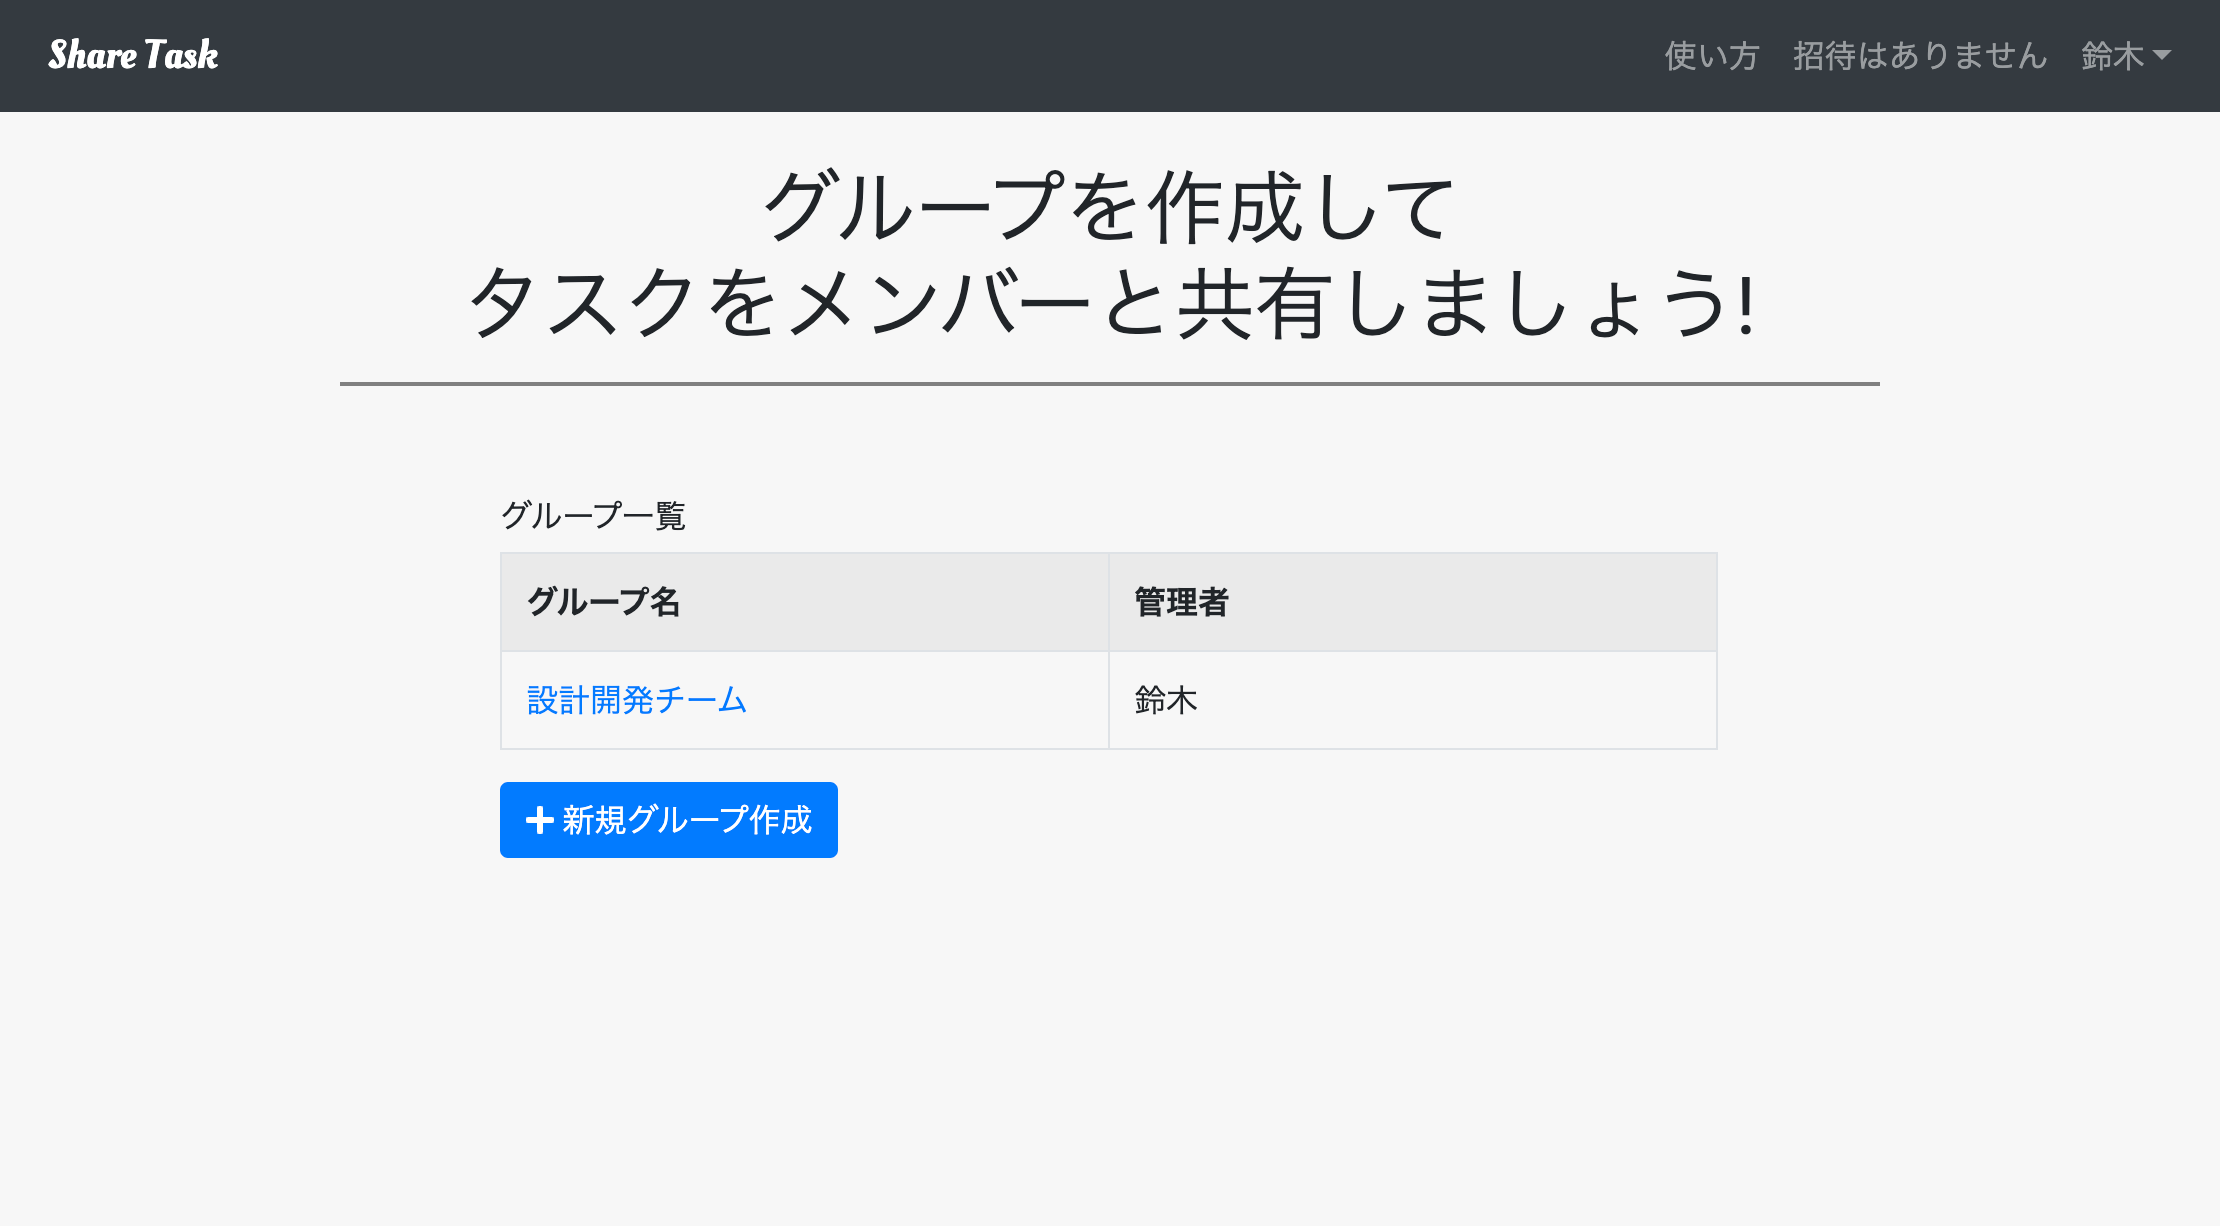 Share Task
使い方 招待はありません 鈴木
グループを作成して
タスクをメンバーと共有しましょう!
グループ一覧
グループ名 管理者
設計開発チーム 鈴木
新規グループ作成